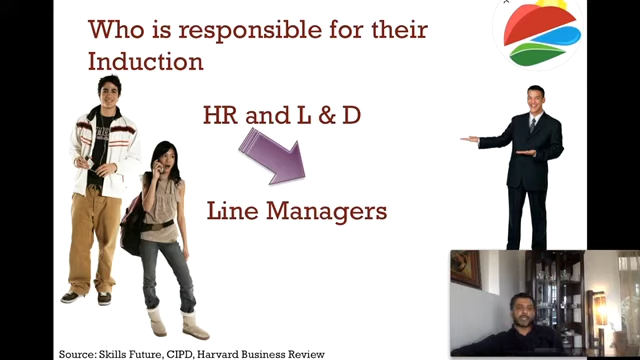 Who is responsible for their
Induction
HR and L & D
Line Managers
Source: Skills Future, CIPD, Harvard Business Review